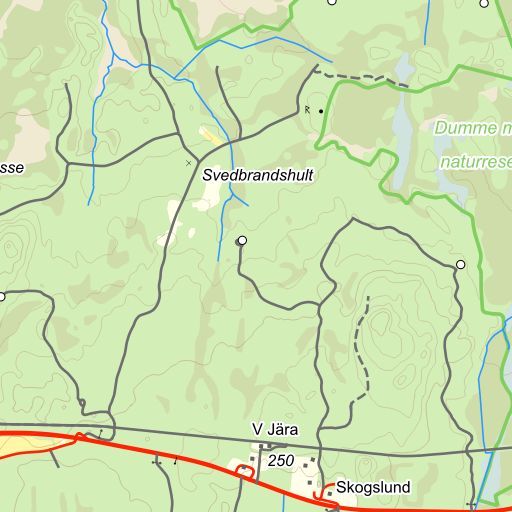 Dumme m
naturrese
sse
R
Svedbrandshult
V Jära
250
Skogslund